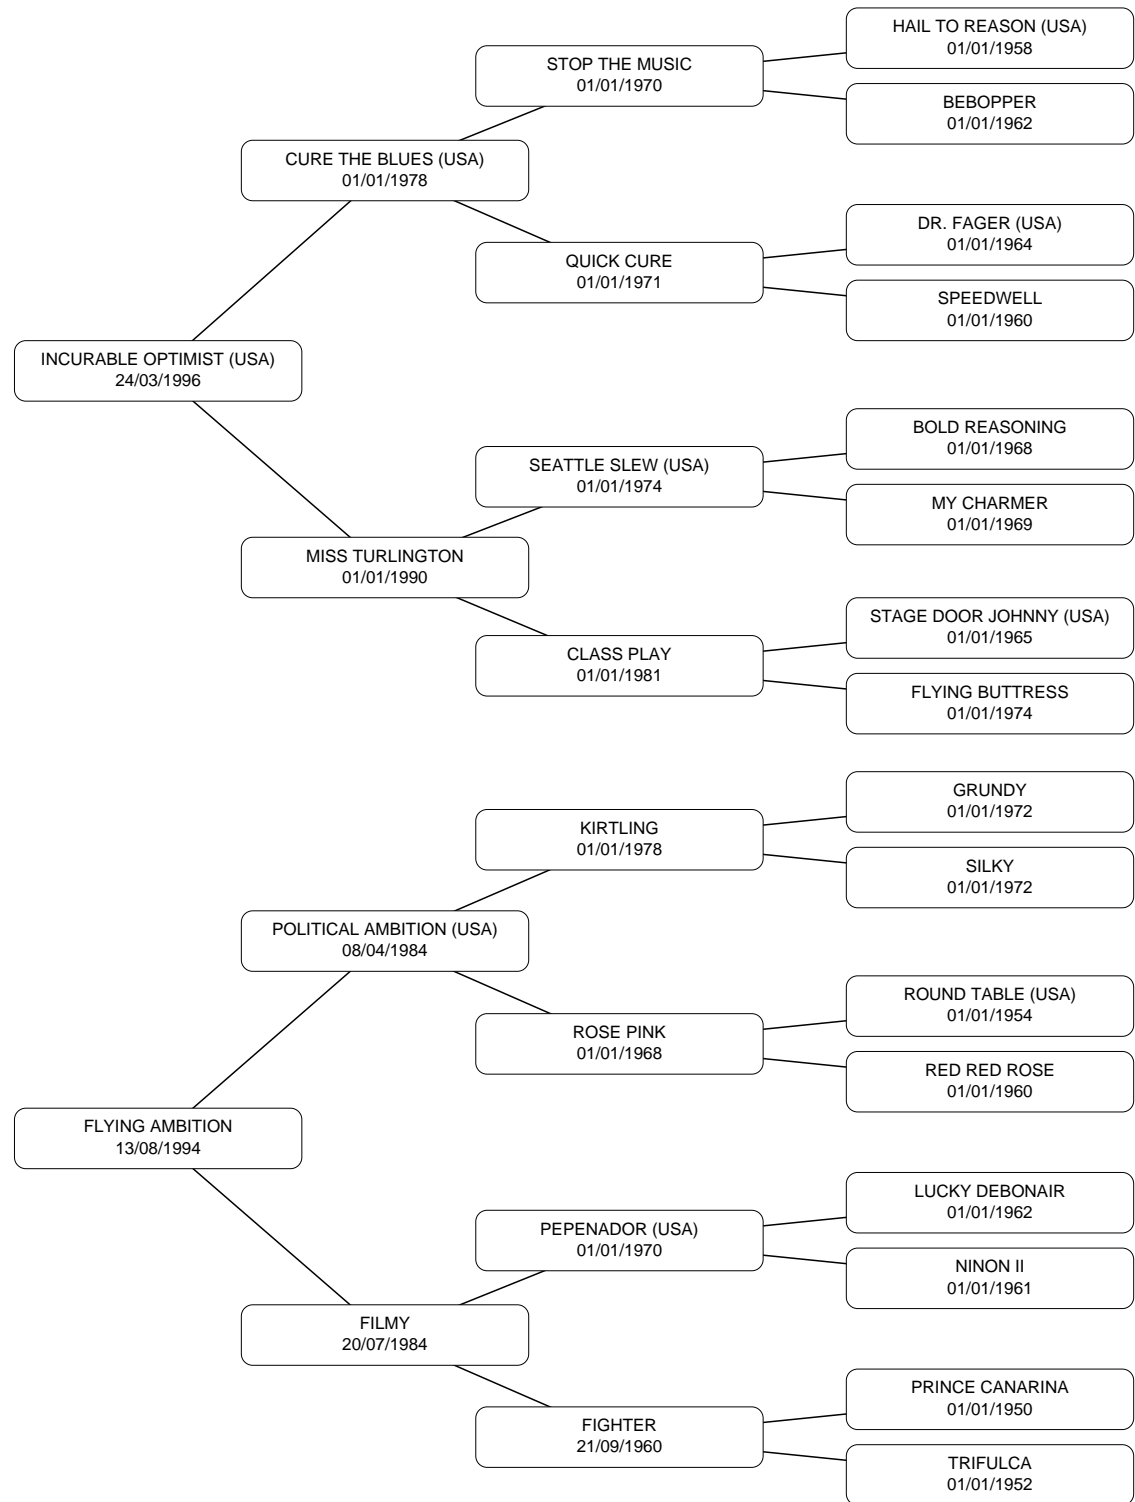 HAIL TO REASON (USA)
01/01/1958
STOP THE MUSIC
01/01/1970
BEBOPPER
01/01/1962
CURE THE BLUES (USA)
01/01/1978
DR. FAGER (USA)
01/01/1964
QUICK CURE
01/01/1971
SPEEDWELL
01/01/1960
INCURABLE OPTIMIST (USA)
24/03/1996
BOLD REASONING
01/01/1968
SEATTLE SLEW (USA)
01/01/1974
MY CHARMER
01/01/1969
MISS TURLINGTON
01/01/1990
STAGE DOOR JOHNNY (USA)
01/01/1965
CLASS PLAY
01/01/1981
FLYING BUTTRESS
01/01/1974
GRUNDY
01/01/1972
KIRTLING
01/01/1978
SILKY
01/01/1972
POLITICAL AMBITION (USA)
08/04/1984
ROUND TABLE (USA)
01/01/1954
ROSE PINK
01/01/1968
RED RED ROSE
01/01/1960
FLYING AMBITION
13/08/1994
LUCKY DEBONAIR
01/01/1962
PEPENADOR (USA)
01/01/1970
NINON II
01/01/1961
FILMY
20/07/1984
PRINCE CANARINA
01/01/1950
FIGHTER
21/09/1960
TRIFULCA
01/01/1952